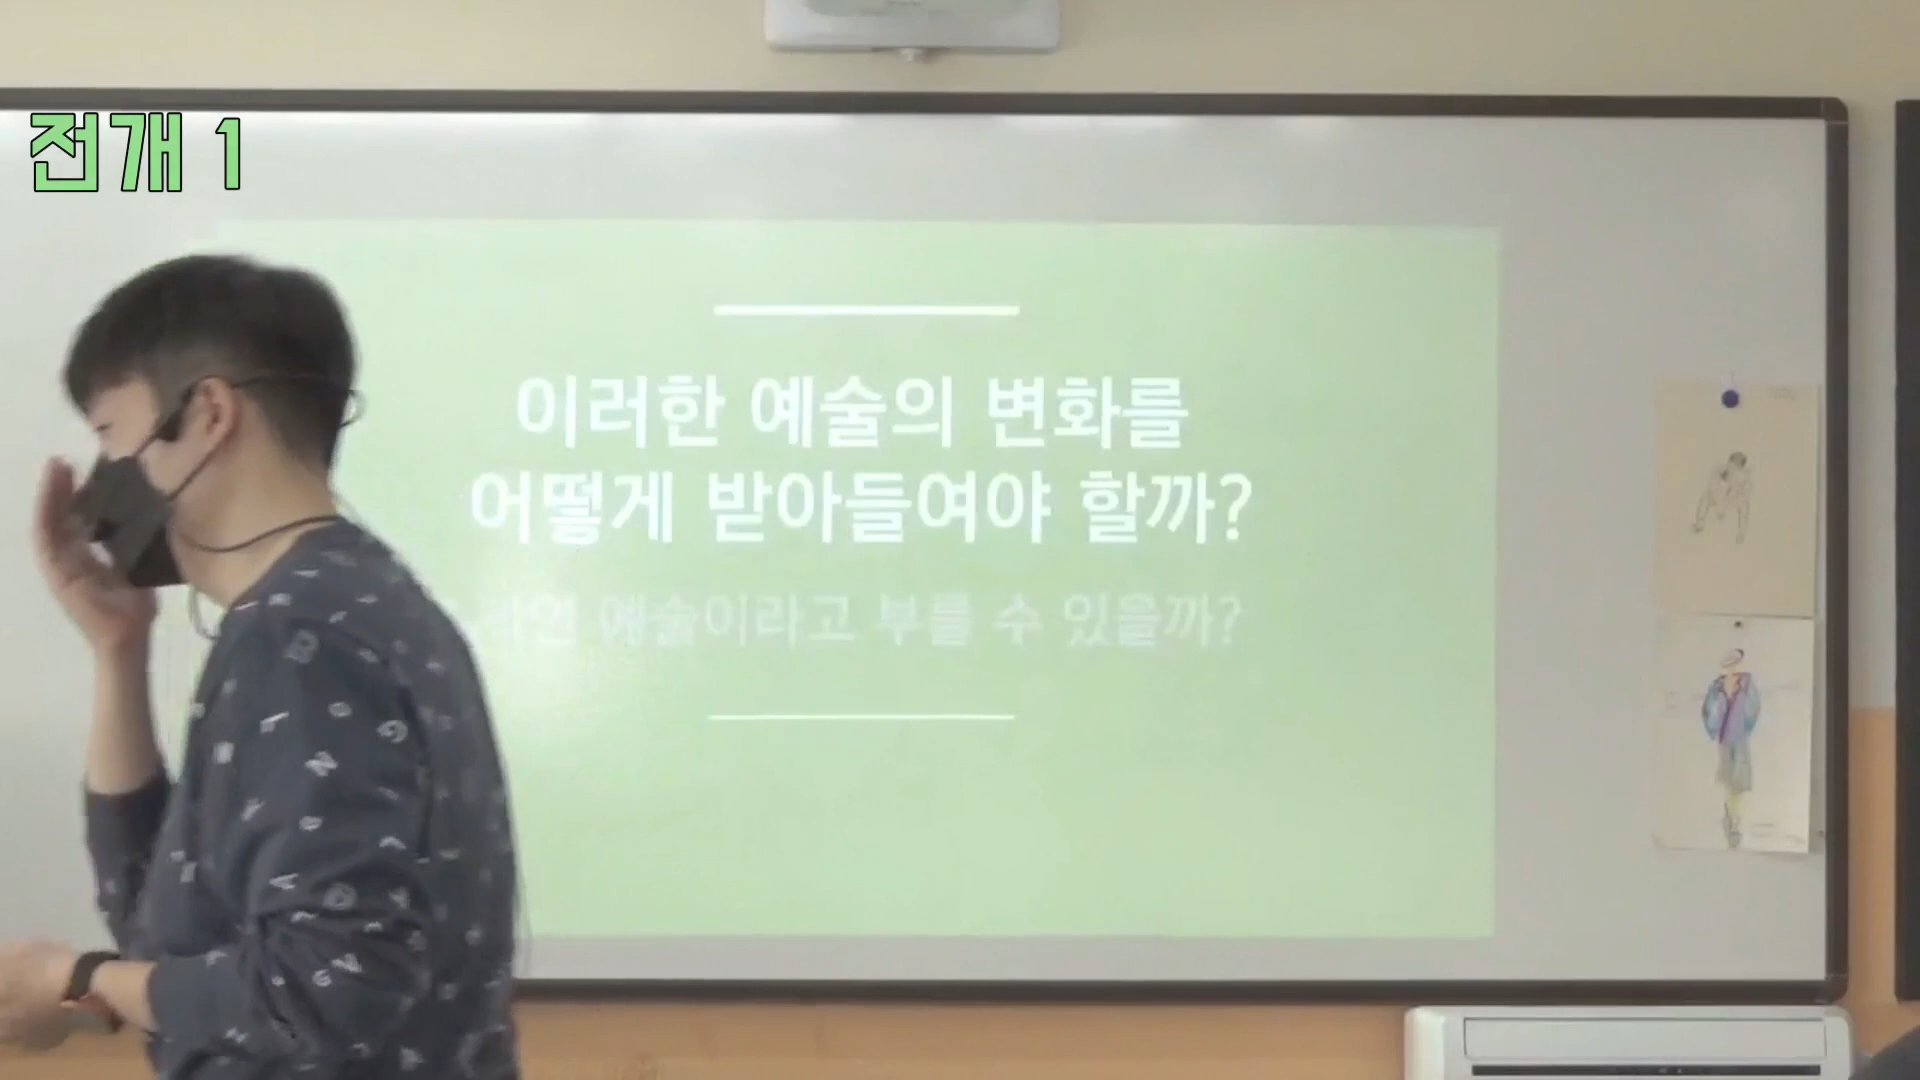 전개 1
이러한 예술의 변화를
어떻게 받아들여야 할까?
예술이라고 부를 수 있을까?